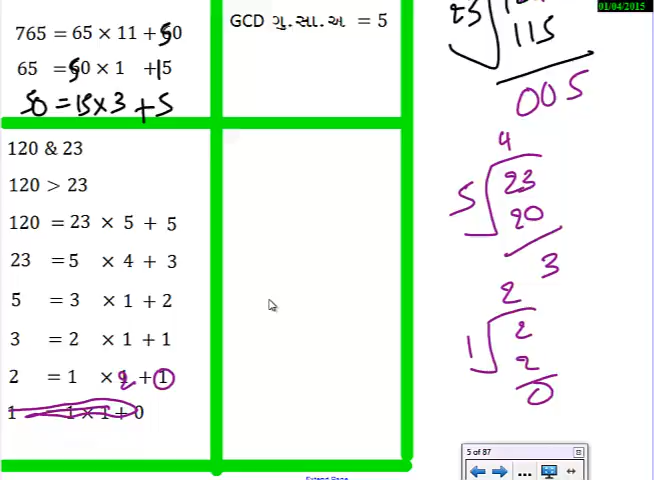 765 = 65 × 11 + 50
65 = 50 × 1 + 15
50 = 15 × 3 + 5
GCD ગુ.સા.અ = 5
120 & 23
120 > 23
120 = 23 × 5 + 5
23 = 5 × 4 + 3
5 = 3 × 1 + 2
3 = 2 × 1 + 1
2 = 1 × 2 + 1
1 = 1 × 1 + 0
01/04/2015
23
115
005
4
5 23
20
3
2
1 2
2
0
5 of 87
Extend Page